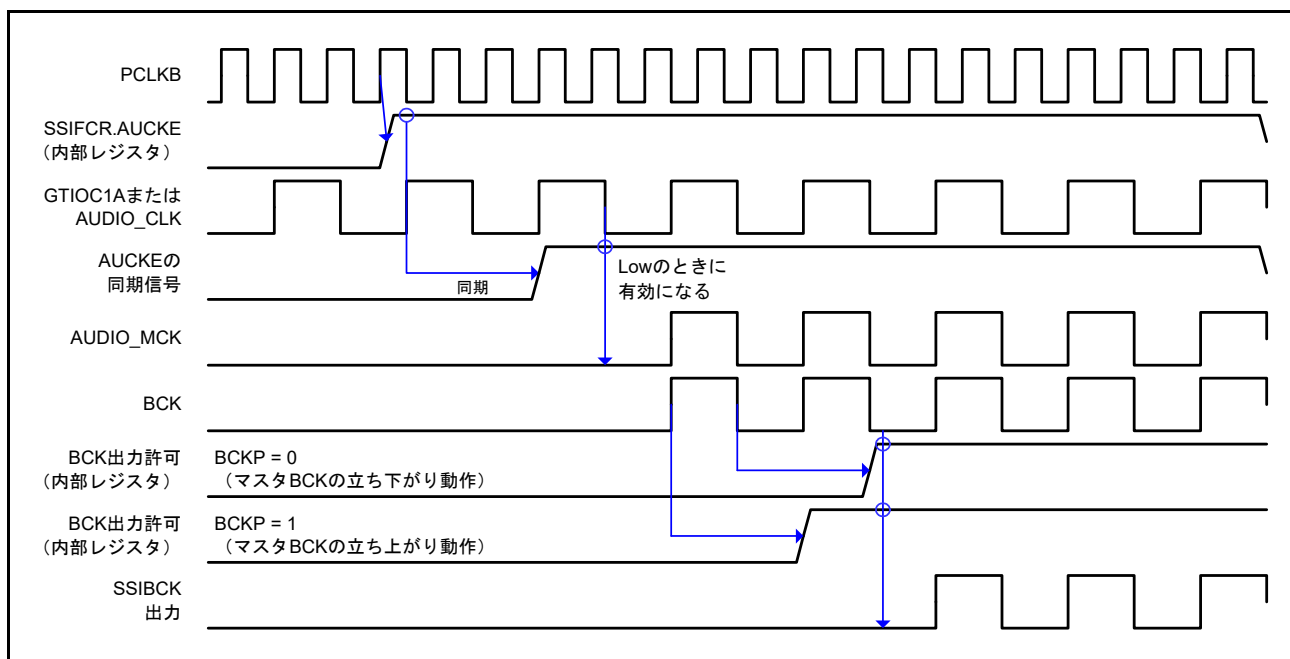 PCLKB
SSIFCR.AUCKE
（内部レジスタ）
GTIOC1Aまたは
AUDIO_CLK
AUCKEの
同期信号
同期
Lowのときに
有効になる
AUDIO_MCK
BCK
BCK出力許可
（内部レジスタ）
BCKP = 0
（マスタBCKの立ち下がり動作）
BCK出力許可
（内部レジスタ）
BCKP = 1
（マスタBCKの立ち上がり動作）
SSIBCK
出力